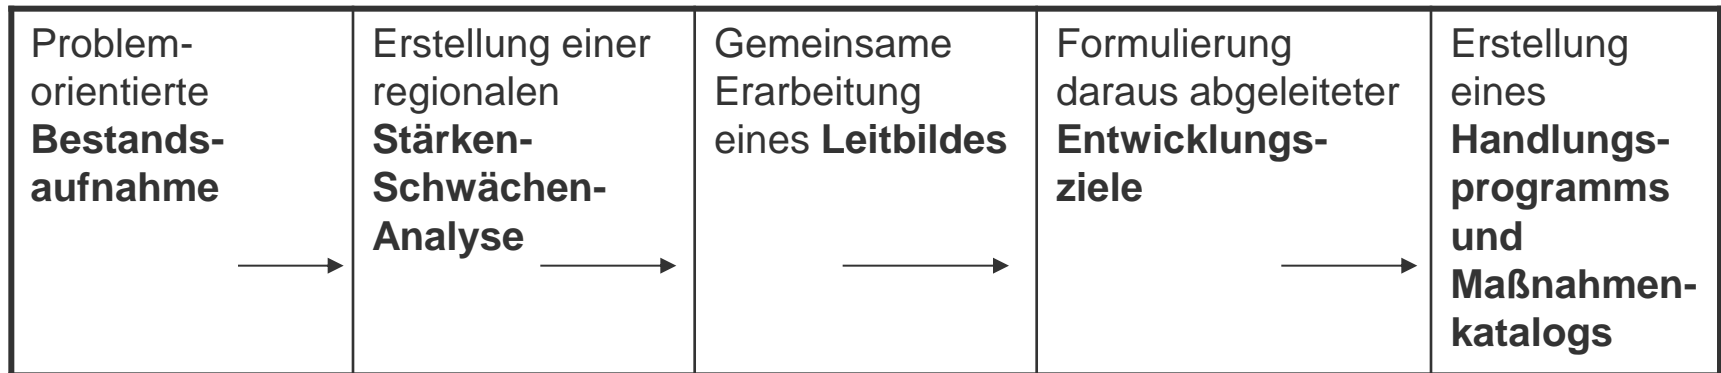 Problem-
orientierte
Bestands-
aufnahme
Erstellung einer
regionalen
Stärken-
Schwächen-
Analyse
Gemeinsame
Erarbeitung
eines Leitbildes
Formulierung
daraus abgeleiteter
Entwicklungs-
ziele
Erstellung
eines
Handlungs-
programms
und
Maßnahmen-
katalogs